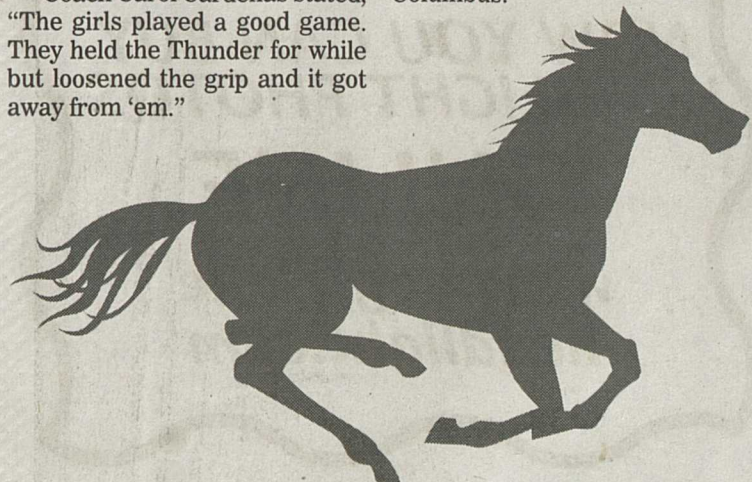 "The girls played a good game.
They held the Thunder for while
but loosened the grip and it got
away from 'em."